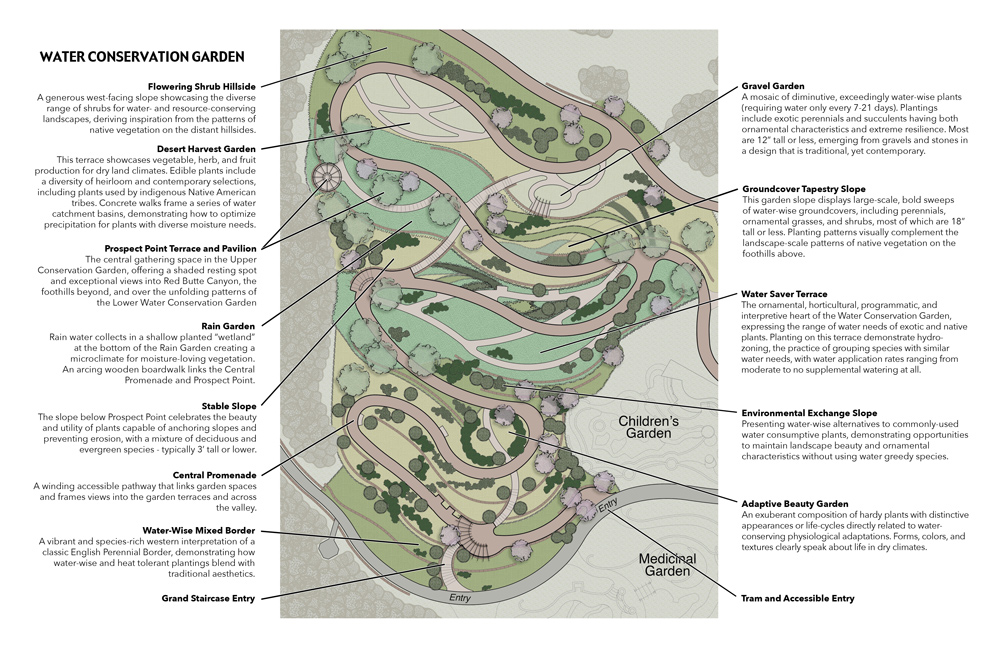 WATER CONSERVATION GARDEN
Flowering Shrub Hillside
A generous west-facing slope showcasing the diverse
range of shrubs for water- and resource-conserving
landscapes, deriving inspiration from the patterns of
native vegetation on the distant hillsides.
Desert Harvest Garden
This terrace showcases vegetable, herb, and fruit
production for dry land climates. Edible plants include
a diversity of heirloom and contemporary selections,
including plants used by indigenous Native American
tribes. Concrete walks frame a series of water
catchment basins, demonstrating how to optimize
precipitation for plants with diverse moisture needs.
Prospect Point Terrace and Pavilion
The central gathering space in the Upper
Conservation Garden, offering a shaded resting spot
and exceptional views into Red Butte Canyon, the
foothills beyond, and over the unfolding patterns of
the Lower Water Conservation Garden
Rain Garden
Rain water collects in a shallow planted "wetland"
at the bottom of the Rain Garden creating a
microclimate for moisture-loving vegetation.
An arcing wooden boardwalk links the Central
Promenade and Prospect Point.
Stable Slope
The slope below Prospect Point celebrates the beauty
and utility of plants capable of anchoring slopes and
preventing erosion, with a mixture of deciduous and
evergreen species - typically 3' tall or lower.
Central Promenade
A winding accessible pathway that links garden spaces
and frames views into the garden terraces and across
the valley.
Water-Wise Mixed Border
A vibrant and species-rich western interpretation of a
classic English Perennial Border, demonstrating how
water-wise and heat tolerant plantings blend with
traditional aesthetics.
Grand Staircase Entry
Children's
Garden
Entry
Medicinal
Garden
Entry
Gravel Garden
A mosaic of diminutive, exceedingly water-wise plants
(requiring water only every 7-21 days). Plantings
include exotic perennials and succulents having both
ornamental characteristics and extreme resilience. Most
are 12" tall or less, emerging from gravels and stones in
a design that is traditional, yet contemporary.
Groundcover Tapestry Slope
This garden slope displays large-scale, bold sweeps
of water-wise groundcovers, including perennials,
ornamental grasses, and shrubs, most of which are 18"
tall or less. Planting patterns visually complement the
landscape-scale patterns of native vegetation on the
foothills above.
Water Saver Terrace
The ornamental, horticultural, programmatic, and
interpretive heart of the Water Conservation Garden,
expressing the range of water needs of exotic and native
plants. Planting on this terrace demonstrate hydro-
zoning, the practice of grouping species with similar
water needs, with water application rates ranging from
moderate to no supplemental watering at all.
Environmental Exchange Slope
Presenting water-wise alternatives to commonly-used
water consumptive plants, demonstrating opportunities
to maintain landscape beauty and ornamental
characteristics without using water greedy species.
Adaptive Beauty Garden
An exuberant composition of hardy plants with distinctive
appearances or life-cycles directly related to water-
conserving physiological adaptations. Forms, colors, and
textures clearly speak about life in dry climates.
Tram and Accessible Entry